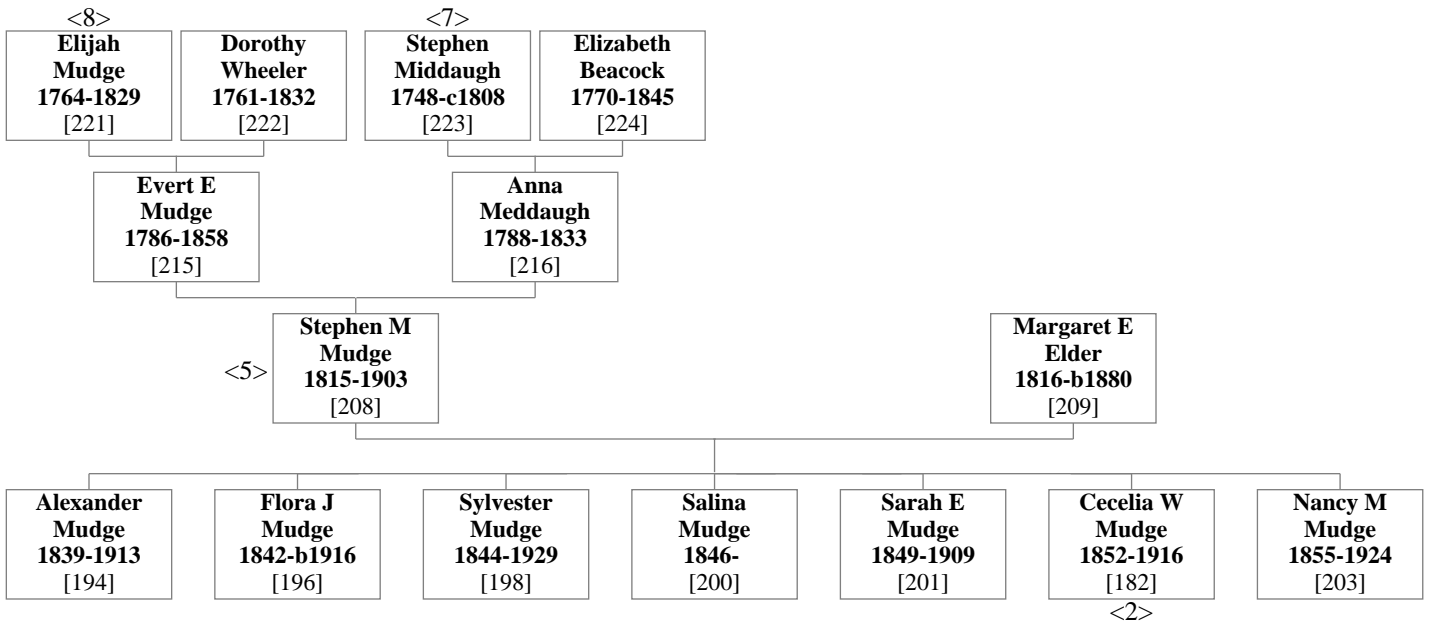 <8>
Elijah
Mudge
1764-1829
[221]
Dorothy
Wheeler
1761-1832
[222]
<7>
Stephen
Middaugh
1748-c1808
[223]
Elizabeth
Beacock
1770-1845
[224]
Evert E
Mudge
1786-1858
[215]
Anna
Meddaugh
1788-1833
[216]
<5>
Stephen M
Mudge
1815-1903
[208]
Margaret E
Elder
1816-b1880
[209]
Alexander
Mudge
1839-1913
[194]
Flora J
Mudge
1842-b1916
[196]
Sylvester
Mudge
1844-1929
[198]
Salina
Mudge
1846-
[200]
Sarah E
Mudge
1849-1909
[201]
Cecelia W
Mudge
1852-1916
[182]
<2>
Nancy M
Mudge
1855-1924
[203]